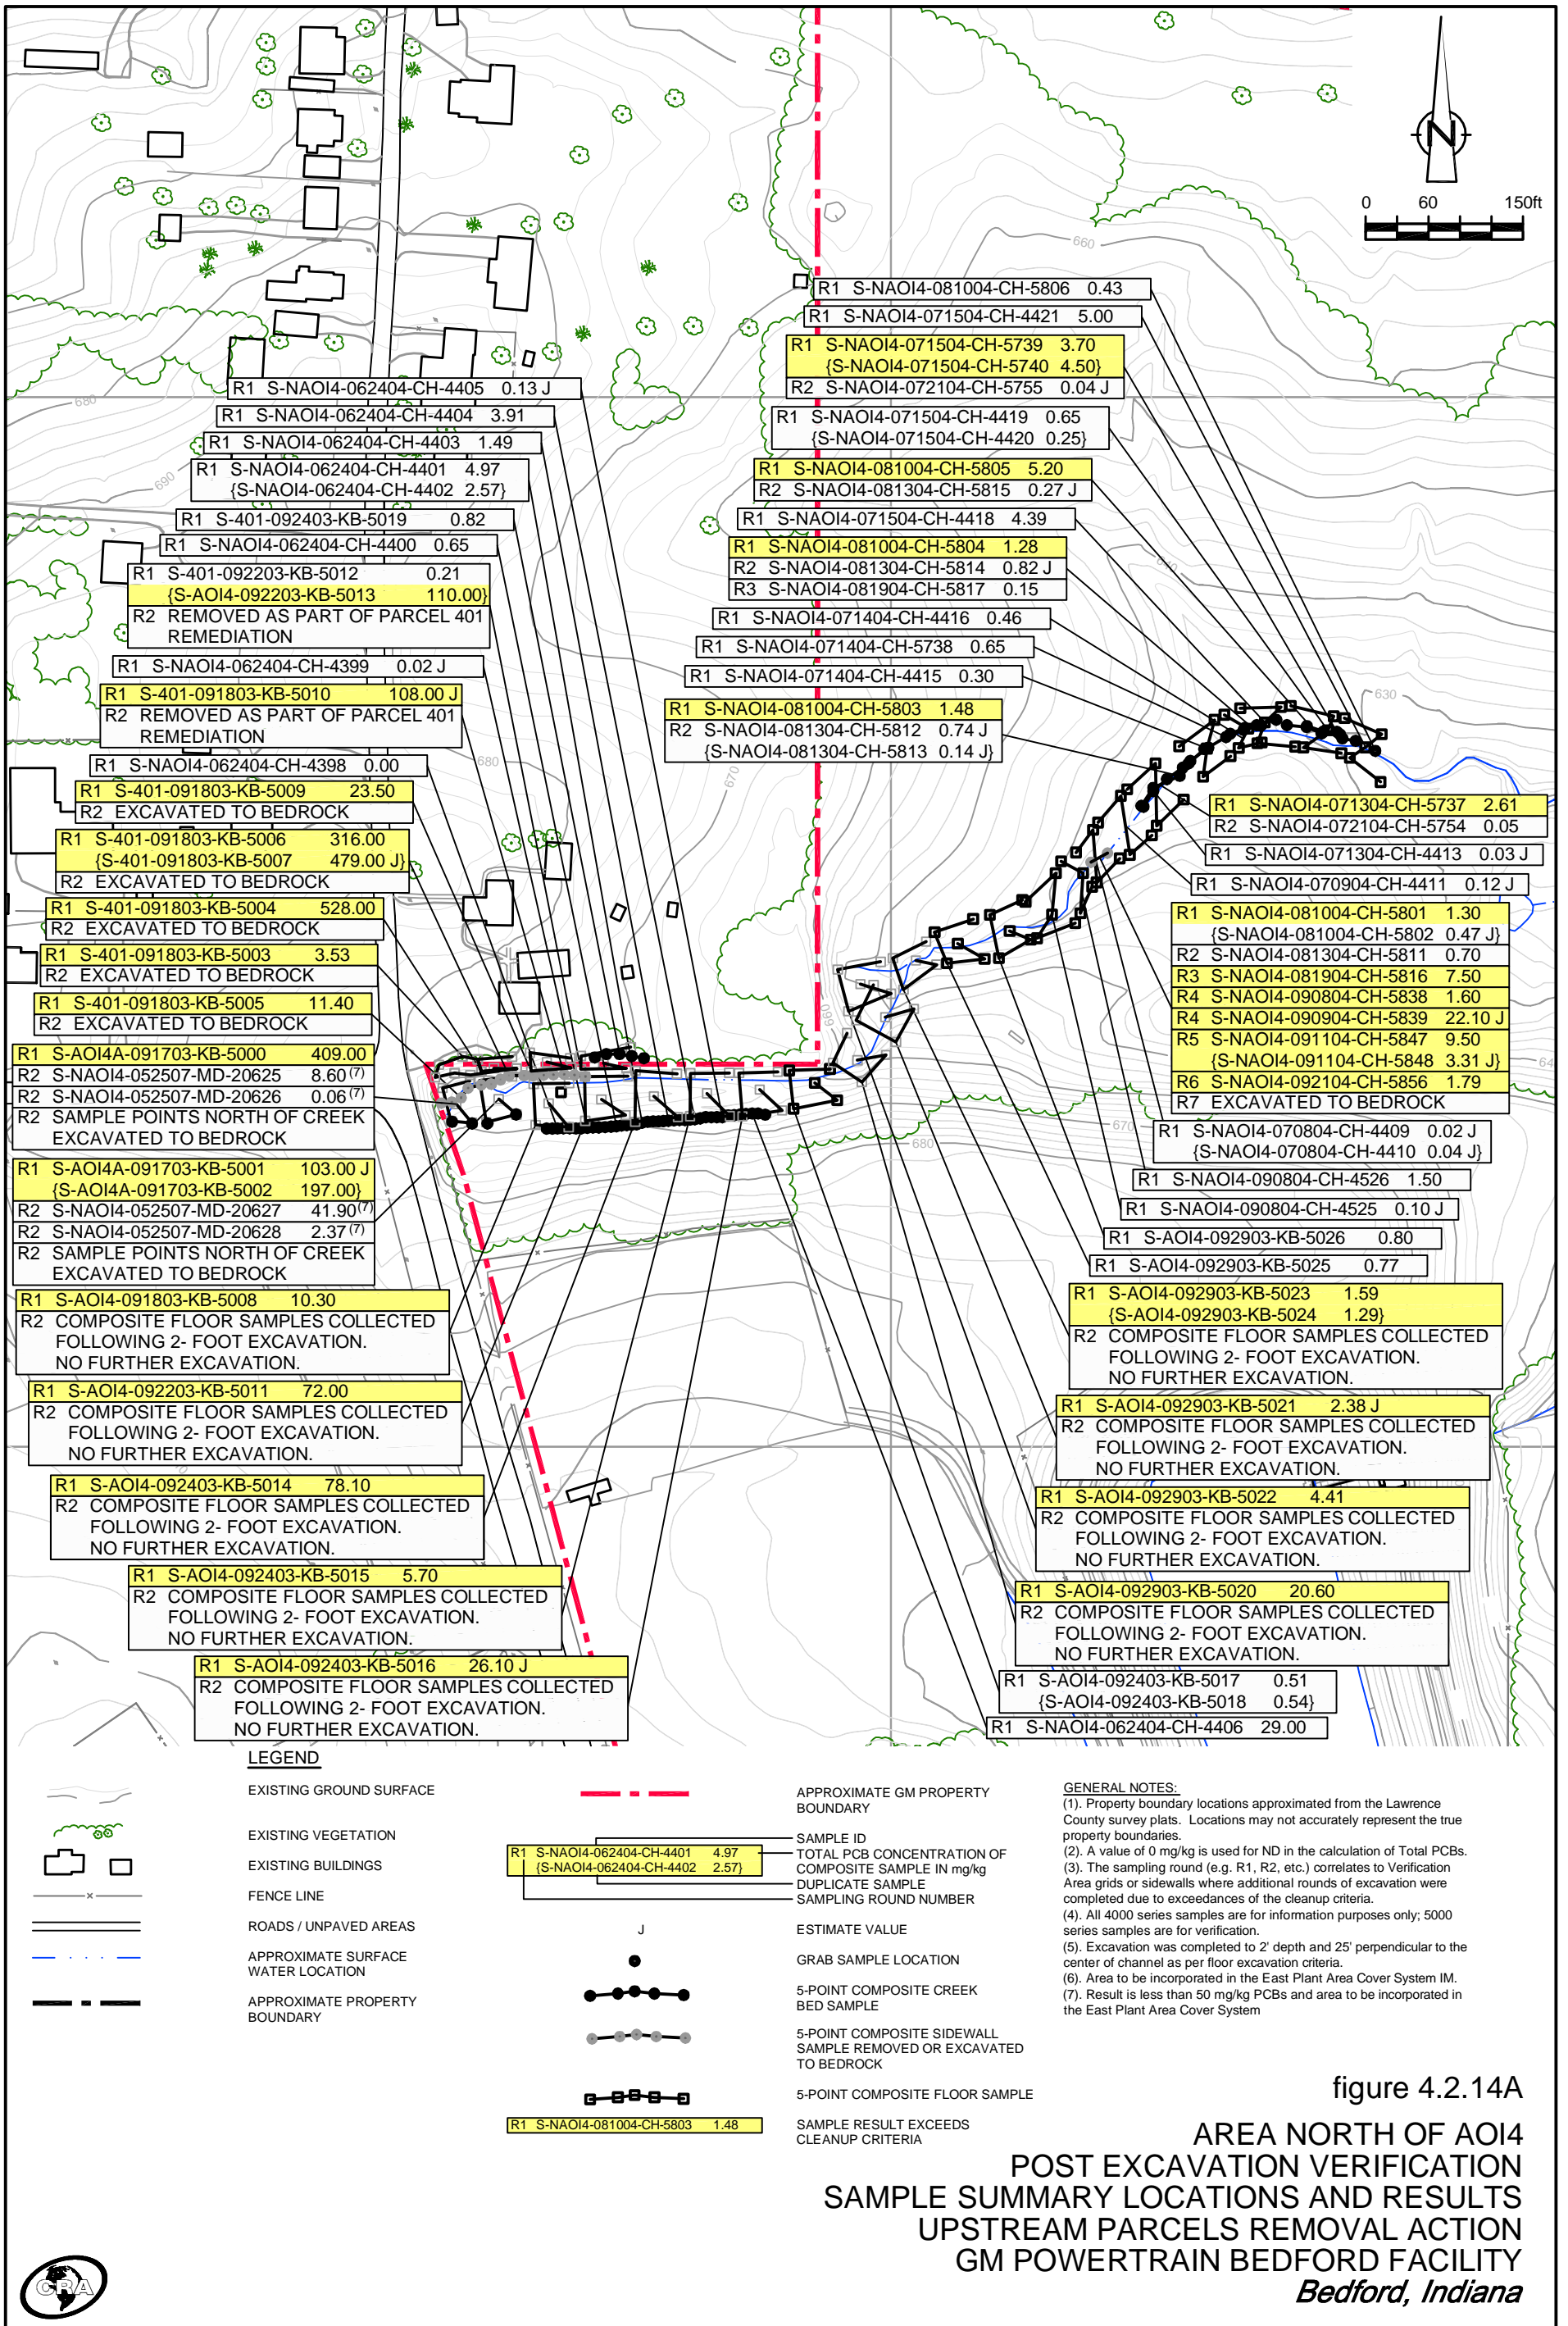 N
0 60 150ft
660
R1 S-NAOI4-081004-CH-5806 0.43
R1 S-NAOI4-071504-CH-4421 5.00
R1 S-NAOI4-071504-CH-5739 3.70
{S-NAOI4-071504-CH-5740 4.50}
R2 S-NAOI4-072104-CH-5755 0.04 J
R1 S-NAOI4-071504-CH-4419 0.65
{S-NAOI4-071504-CH-4420 0.25}
R1 S-NAOI4-081004-CH-5805 5.20
R2 S-NAOI4-081304-CH-5815 0.27 J
R1 S-NAOI4-071504-CH-4418 4.39
R1 S-NAOI4-081004-CH-5804 1.28
R2 S-NAOI4-081304-CH-5814 0.82 J
R3 S-NAOI4-081904-CH-5817 0.15
R1 S-NAOI4-071404-CH-4416 0.46
R1 S-NAOI4-071404-CH-5738 0.65
R1 S-NAOI4-071404-CH-4415 0.30
R1 S-NAOI4-081004-CH-5803 1.48
R2 S-NAOI4-081304-CH-5812 0.74 J
{S-NAOI4-081304-CH-5813 0.14 J}
680
690
R1 S-NAOI4-062404-CH-4405 0.13 J
R1 S-NAOI4-062404-CH-4404 3.91
R1 S-NAOI4-062404-CH-4403 1.49
R1 S-NAOI4-062404-CH-4401 4.97
{S-NAOI4-062404-CH-4402 2.57}
R1 S-401-092403-KB-5019 0.82
R1 S-NAOI4-062404-CH-4400 0.65
R1 S-401-092203-KB-5012 0.21
{S-AOI4-092203-KB-5013 110.00}
R2 REMOVED AS PART OF PARCEL 401
REMEDIATION
R1 S-NAOI4-062404-CH-4399 0.02 J
R1 S-401-091803-KB-5010 108.00 J
R2 REMOVED AS PART OF PARCEL 401
REMEDIATION
R1 S-NAOI4-062404-CH-4398 0.00
R1 S-401-091803-KB-5009 23.50
R2 EXCAVATED TO BEDROCK
R1 S-401-091803-KB-5006 316.00
{S-401-091803-KB-5007 479.00 J}
R2 EXCAVATED TO BEDROCK
R1 S-401-091803-KB-5004 528.00
R2 EXCAVATED TO BEDROCK
R1 S-401-091803-KB-5003 3.53
R2 EXCAVATED TO BEDROCK
R1 S-401-091803-KB-5005 11.40
R2 EXCAVATED TO BEDROCK
R1 S-AOI4A-091703-KB-5000 409.00
R2 S-NAOI4-052507-MD-20625 8.60(7)
R2 S-NAOI4-052507-MD-20626 0.06(7)
R2 SAMPLE POINTS NORTH OF CREEK
EXCAVATED TO BEDROCK
R1 S-AOI4A-091703-KB-5001 103.00 J
{S-AOI4A-091703-KB-5002 197.00}
R2 S-NAOI4-052507-MD-20627 41.90(7)
R2 S-NAOI4-052507-MD-20628 2.37(7)
R2 SAMPLE POINTS NORTH OF CREEK
EXCAVATED TO BEDROCK
R1 S-AOI4-091803-KB-5008 10.30
R2 COMPOSITE FLOOR SAMPLES COLLECTED
FOLLOWING 2- FOOT EXCAVATION.
NO FURTHER EXCAVATION.
R1 S-AOI4-092203-KB-5011 72.00
R2 COMPOSITE FLOOR SAMPLES COLLECTED
FOLLOWING 2- FOOT EXCAVATION.
NO FURTHER EXCAVATION.
R1 S-AOI4-092403-KB-5014 78.10
R2 COMPOSITE FLOOR SAMPLES COLLECTED
FOLLOWING 2- FOOT EXCAVATION.
NO FURTHER EXCAVATION.
R1 S-AOI4-092403-KB-5015 5.70
R2 COMPOSITE FLOOR SAMPLES COLLECTED
FOLLOWING 2- FOOT EXCAVATION.
NO FURTHER EXCAVATION.
R1 S-AOI4-092403-KB-5016 26.10 J
R2 COMPOSITE FLOOR SAMPLES COLLECTED
FOLLOWING 2- FOOT EXCAVATION.
NO FURTHER EXCAVATION.
680
670
630
660
670
680
R1 S-NAOI4-071304-CH-5737 2.61
R2 S-NAOI4-072104-CH-5754 0.05
R1 S-NAOI4-071304-CH-4413 0.03 J
R1 S-NAOI4-070904-CH-4411 0.12 J
R1 S-NAOI4-081004-CH-5801 1.30
{S-NAOI4-081004-CH-5802 0.47 J}
R2 S-NAOI4-081304-CH-5811 0.70
R3 S-NAOI4-081904-CH-5816 7.50
R4 S-NAOI4-090804-CH-5838 1.60
R4 S-NAOI4-090904-CH-5839 22.10 J
R5 S-NAOI4-091104-CH-5847 9.50
{S-NAOI4-091104-CH-5848 3.31 J}
R6 S-NAOI4-092104-CH-5856 1.79
R7 EXCAVATED TO BEDROCK
R1 S-NAOI4-070804-CH-4409 0.02 J
{S-NAOI4-070804-CH-4410 0.04 J}
R1 S-NAOI4-090804-CH-4526 1.50
R1 S-NAOI4-090804-CH-4525 0.10 J
R1 S-AOI4-092903-KB-5026 0.80
R1 S-AOI4-092903-KB-5025 0.77
R1 S-AOI4-092903-KB-5023 1.59
{S-AOI4-092903-KB-5024 1.29}
R2 COMPOSITE FLOOR SAMPLES COLLECTED
FOLLOWING 2- FOOT EXCAVATION.
NO FURTHER EXCAVATION.
R1 S-AOI4-092903-KB-5021 2.38 J
R2 COMPOSITE FLOOR SAMPLES COLLECTED
FOLLOWING 2- FOOT EXCAVATION.
NO FURTHER EXCAVATION.
R1 S-AOI4-092903-KB-5022 4.41
R2 COMPOSITE FLOOR SAMPLES COLLECTED
FOLLOWING 2- FOOT EXCAVATION.
NO FURTHER EXCAVATION.
R1 S-AOI4-092903-KB-5020 20.60
R2 COMPOSITE FLOOR SAMPLES COLLECTED
FOLLOWING 2- FOOT EXCAVATION.
NO FURTHER EXCAVATION.
R1 S-AOI4-092403-KB-5017 0.51
{S-AOI4-092403-KB-5018 0.54}
R1 S-NAOI4-062404-CH-4406 29.00
LEGEND
EXISTING GROUND SURFACE
EXISTING VEGETATION
EXISTING BUILDINGS
FENCE LINE
ROADS / UNPAVED AREAS
APPROXIMATE SURFACE
WATER LOCATION
APPROXIMATE PROPERTY
BOUNDARY
APPROXIMATE GM PROPERTY
BOUNDARY
R1 S-NAOI4-062404-CH-4401 4.97
{S-NAOI4-062404-CH-4402 2.57}
SAMPLE ID
TOTAL PCB CONCENTRATION OF
COMPOSITE SAMPLE IN mg/kg
DUPLICATE SAMPLE
SAMPLING ROUND NUMBER
J ESTIMATE VALUE
GRAB SAMPLE LOCATION
5-POINT COMPOSITE CREEK
BED SAMPLE
5-POINT COMPOSITE SIDEWALL
SAMPLE REMOVED OR EXCAVATED
TO BEDROCK
5-POINT COMPOSITE FLOOR SAMPLE
R1 S-NAOI4-081004-CH-5803 1.48
SAMPLE RESULT EXCEEDS
CLEANUP CRITERIA
GENERAL NOTES:
(1). Property boundary locations approximated from the Lawrence
County survey plats. Locations may not accurately represent the true
property boundaries.
(2). A value of 0 mg/kg is used for ND in the calculation of Total PCBs.
(3). The sampling round (e.g. R1, R2, etc.) correlates to Verification
Area grids or sidewalls where additional rounds of excavation were
completed due to exceedances of the cleanup criteria.
(4). All 4000 series samples are for information purposes only; 5000
series samples are for verification.
(5). Excavation was completed to 2' depth and 25' perpendicular to the
center of channel as per floor excavation criteria.
(6). Area to be incorporated in the East Plant Area Cover System IM.
(7). Result is less than 50 mg/kg PCBs and area to be incorporated in
the East Plant Area Cover System
figure 4.2.14A
AREA NORTH OF AOI4
POST EXCAVATION VERIFICATION
SAMPLE SUMMARY LOCATIONS AND RESULTS
UPSTREAM PARCELS REMOVAL ACTION
GM POWERTRAIN BEDFORD FACILITY
Bedford, Indiana
CRA